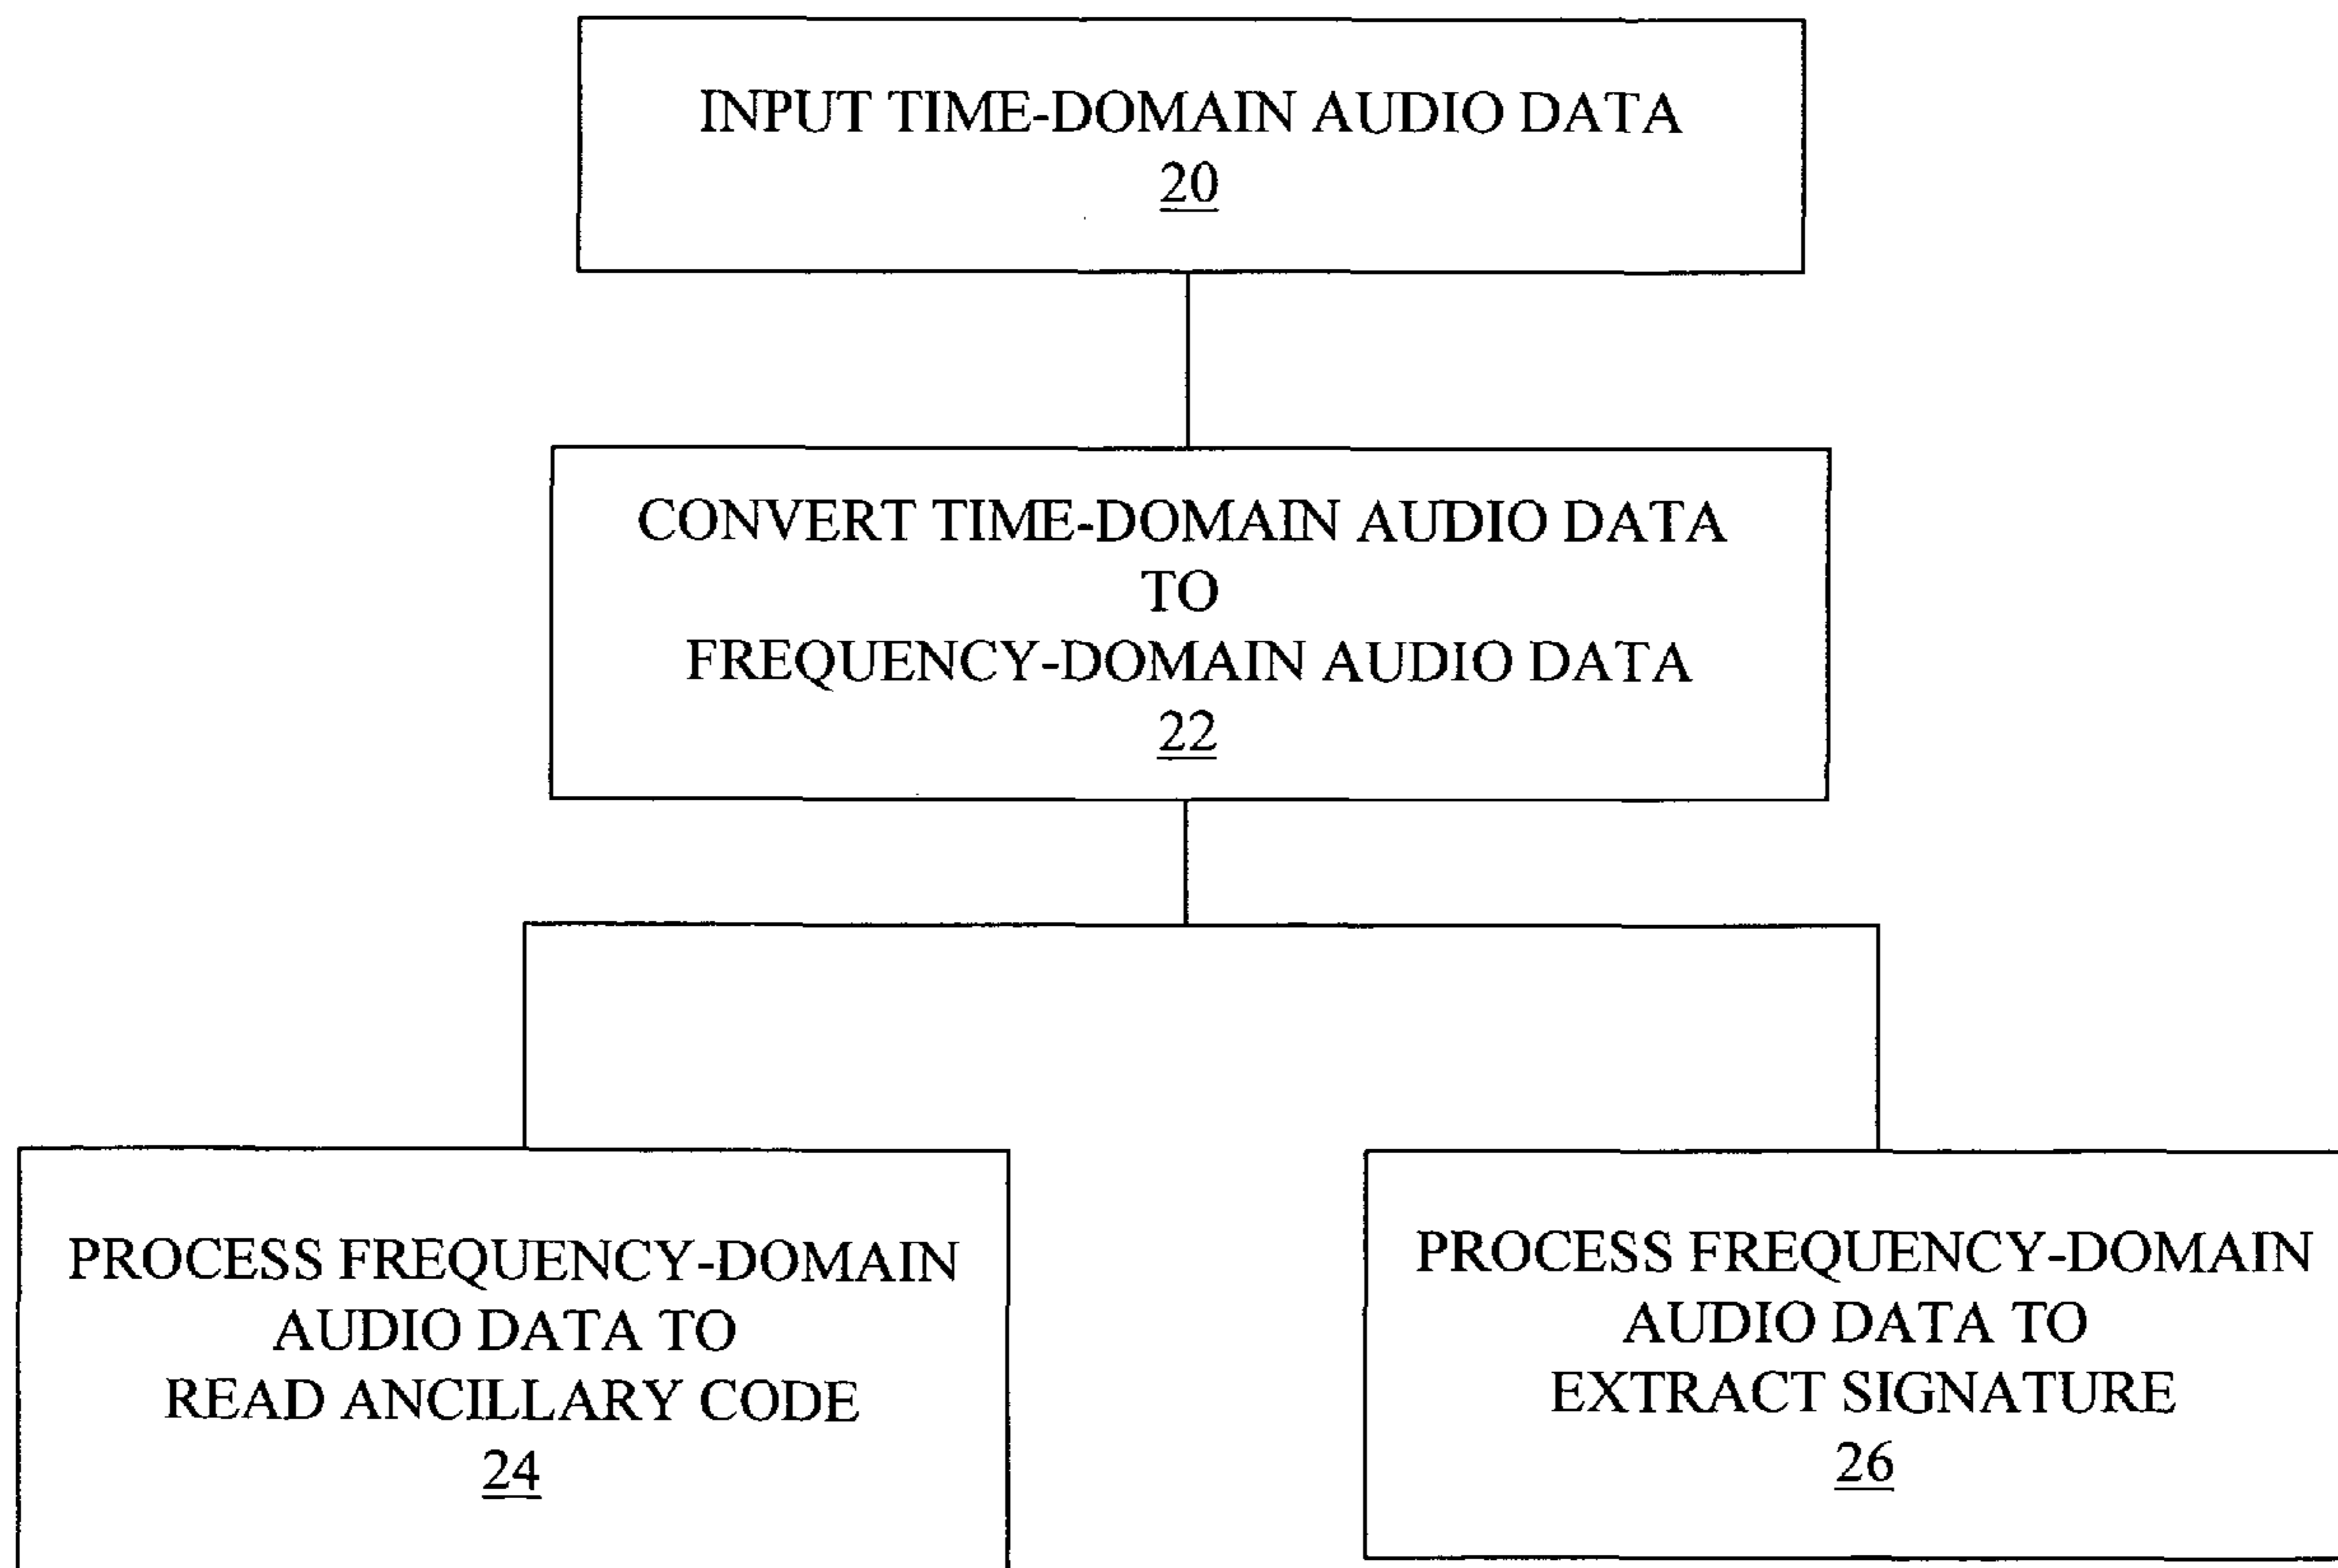 INPUT TIME-DOMAIN AUDIO DATA
20
CONVERT TIME-DOMAIN AUDIO DATA
TO
FREQUENCY-DOMAIN AUDIO DATA
22
PROCESS FREQUENCY-DOMAIN
AUDIO DATA TO
READ ANCILLARY CODE
24
PROCESS FREQUENCY-DOMAIN
AUDIO DATA TO
EXTRACT SIGNATURE
26